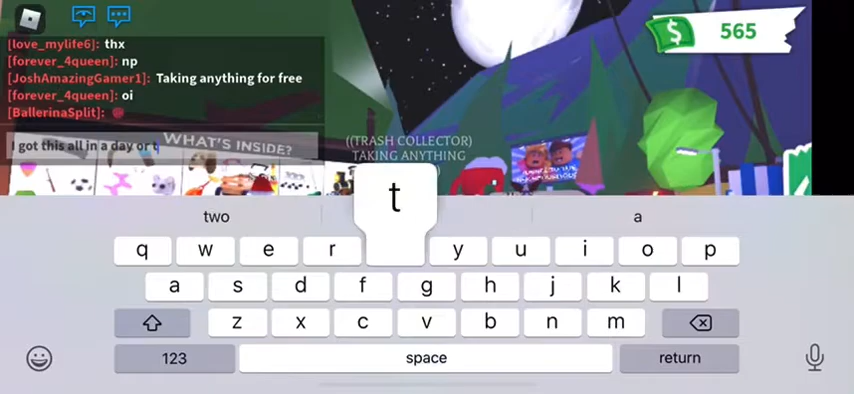 565
[love_mylife6]: thx
[forever_4queen]: np
[JoshAmazingGamer1]: Taking anything for free
[forever_4queen]: oi
[BallerinaSplit]:
I got this all in a day or t
WHAT'S INSIDE?
((TRASH COLLECTOR)
TAKING ANYTHING
two
t
a
q w e r y u i o p
a s d f g h j k l
z x c v b n m
123 space return